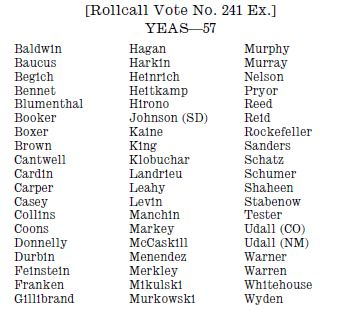 [Rollcall Vote No. 241 Ex.]
YEAS—57
Baldwin
Baucus
Begich
Bennet
Blumenthal
Booker
Boxer
Brown
Cantwell
Cardin
Carper
Casey
Collins
Coons
Donnelly
Durbin
Feinstein
Franken
Gillibrand
Hagan
Harkin
Heinrich
Heitkamp
Hirono
Johnson (SD)
Kaine
King
Klobuchar
Landrieu
Leahy
Levin
Manchin
Markey
McCaskill
Menendez
Merkley
Mikulski
Murkowski
Murphy
Murray
Nelson
Pryor
Reed
Reid
Rockefeller
Sanders
Schatz
Schumer
Shaheen
Stabenow
Tester
Udall (CO)
Udall (NM)
Warner
Warren
Whitehouse
Wyden